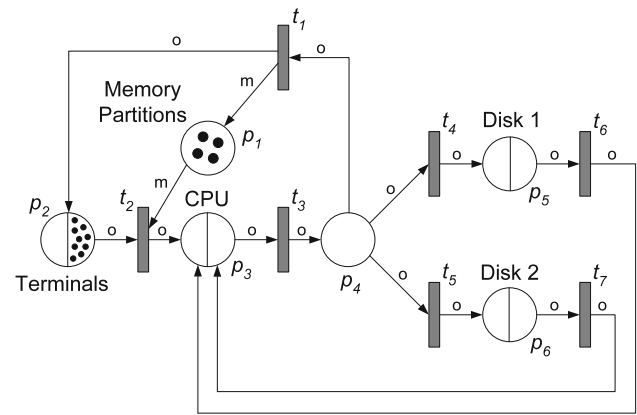 t1
o
o
m
Memory
Partitions
p1
m
t4
o
o
Disk 1
p5
o
t6
o
p2
t2
CPU
t3
o
o
o
o
p3
p4
Terminals
o
t5
o
Disk 2
p6
o
t7
o